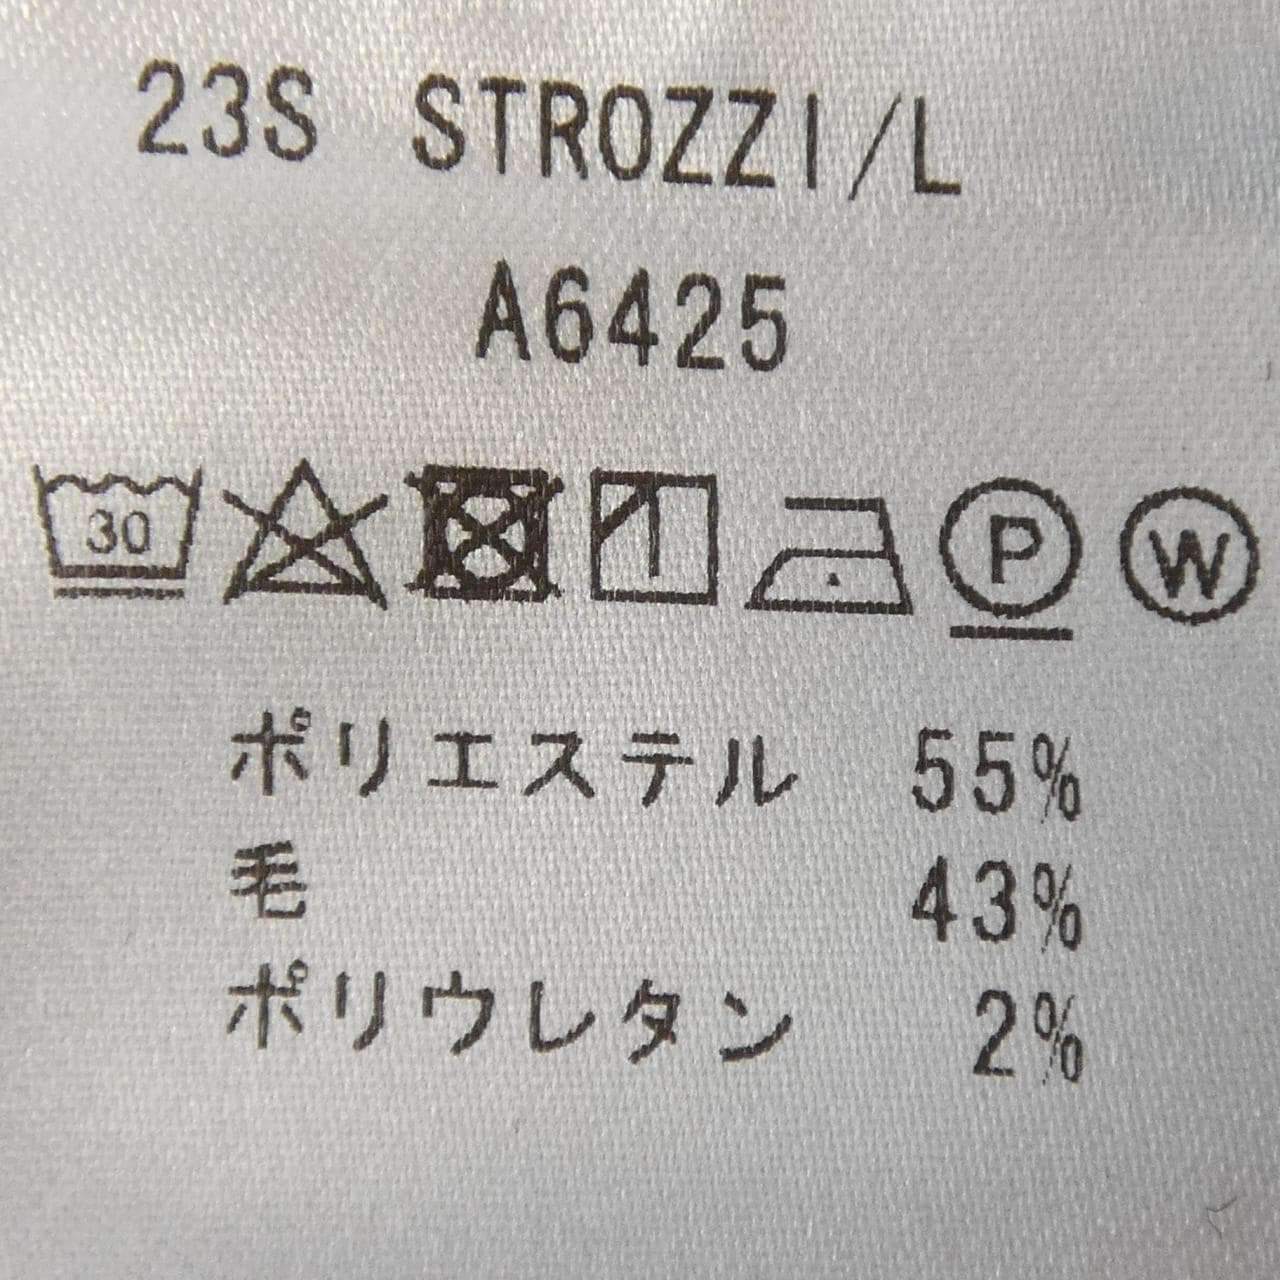 23S STROZZI/L
A6425
30 P W
ポリエステル 55%
毛 43%
ポリウレタン 2%